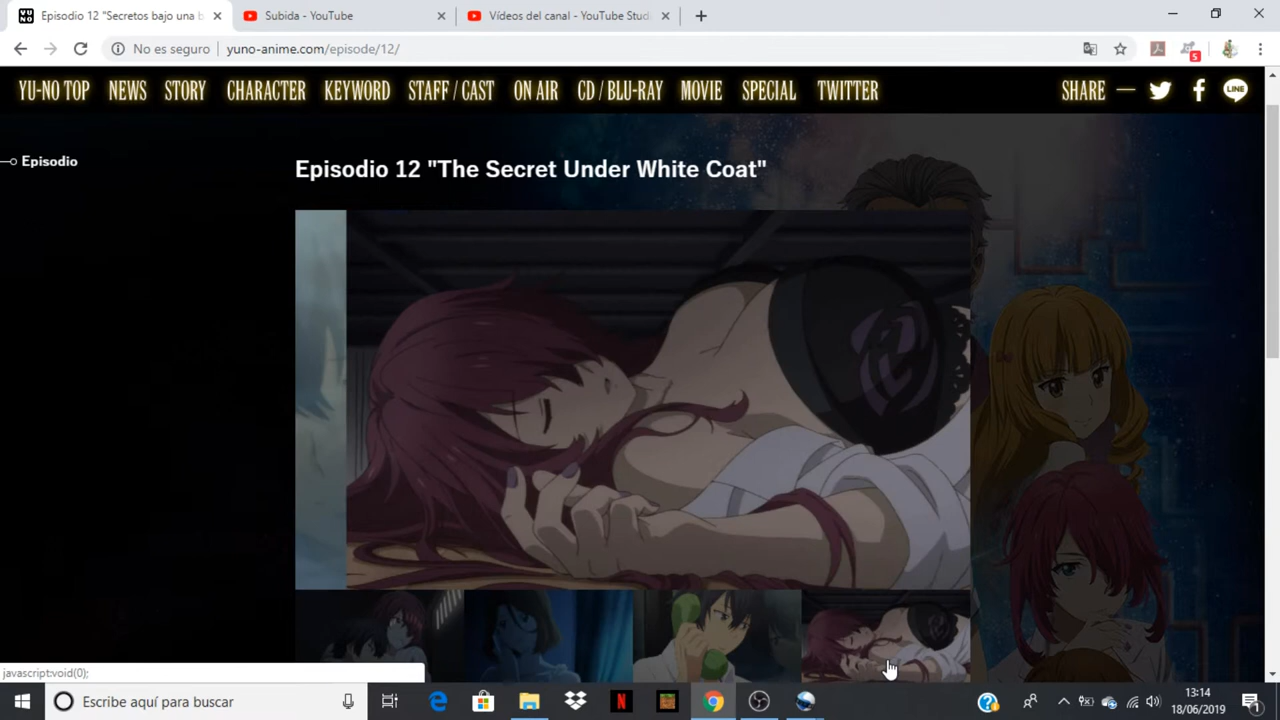 Episodio 12 "Secretos bajo una b
Subida - YouTube
Vídeos del canal - YouTube Studi
No es seguro
yuno-anime.com/episode/12/
5
YU-NO TOP NEWS STORY CHARACTER KEYWORD STAFF / CAST ON AIR CD / BLU-RAY MOVIE SPECIAL TWITTER SHARE
LINE
Episodio
Episodio 12 "The Secret Under White Coat"
javascript:void(0);
Escribe aquí para buscar
13:14
18/06/2019
1